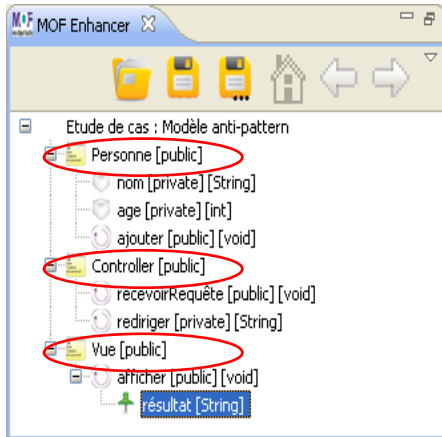 MOF MOF Enhancer
Etude de cas : Modèle anti-pattern
Personne [public]
nom [private] [String]
age [private] [int]
ajouter [public] [void]
Controller [public]
recevoirRequête [public] [void]
rediriger [private] [String]
Vue [public]
afficher [public] [void]
résultat [String]